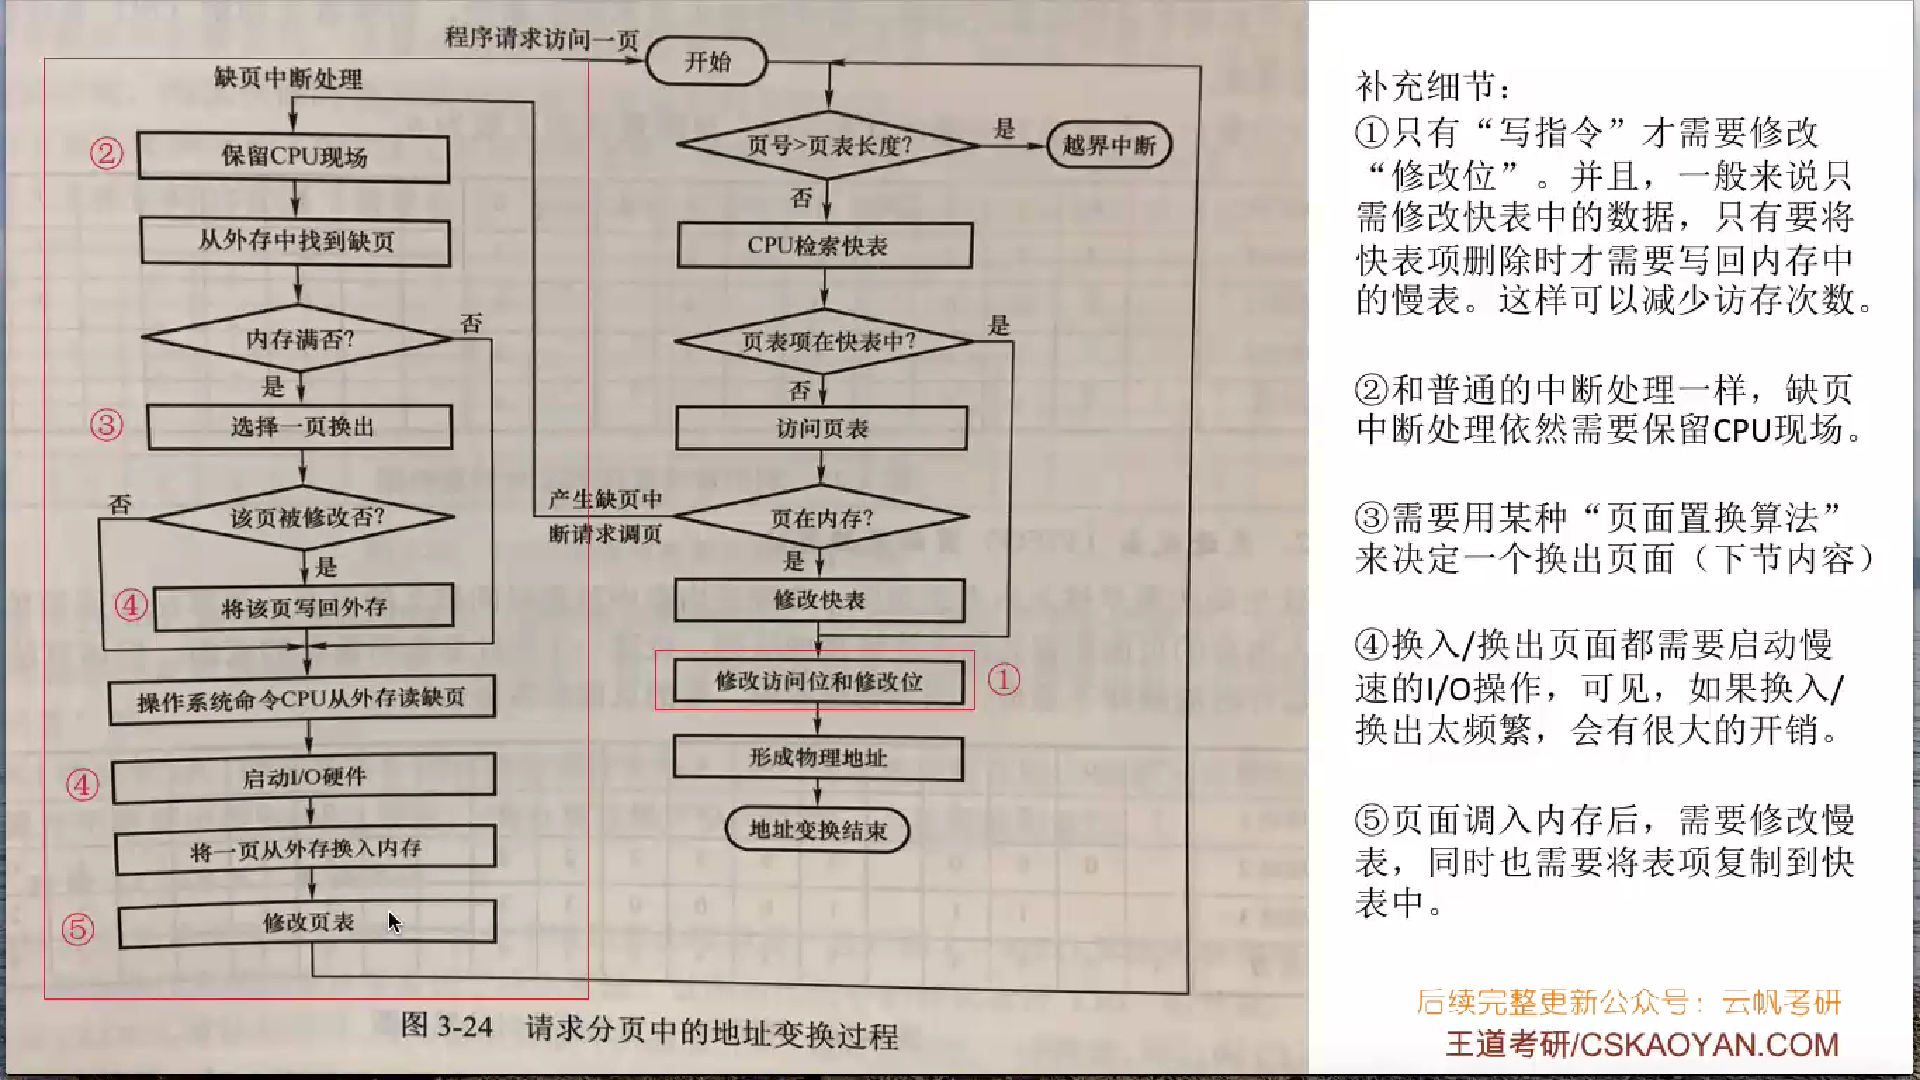 程序请求访问一页
开始
缺页中断处理
②
保留CPU现场
从外存中找到缺页
内存满否?
否
是
③
选择一页换出
否
该页被修改否?
是
④
将该页写回外存
操作系统命令CPU从外存读缺页
④
启动I/O硬件
将一页从外存换入内存
⑤
修改页表
页号>页表长度?
是
越界中断
否
CPU检索快表
页表项在快表中?
是
否
访问页表
产生缺页中
断请求调页
页在内存?
是
修改快表
修改访问位和修改位
①
形成物理地址
地址变换结束
图 3-24 请求分页中的地址变换过程
补充细节：
①只有“写指令”才需要修改
“修改位”。并且，一般来说只
需修改快表中的数据，只有要将
快表项删除时才需要写回内存中
的慢表。这样可以减少访存次数。
②和普通的中断处理一样，缺页
中断处理依然需要保留CPU现场。
③需要用某种“页面置换算法”
来决定一个换出页面（下节内容）
④换入/换出页面都需要启动慢
速的I/O操作，可见，如果换入/
换出太频繁，会有很大的开销。
⑤页面调入内存后，需要修改慢
表，同时也需要将表项复制到快
表中。
后续完整更新公众号：云帆考研
王道考研/CSKAOYAN.COM